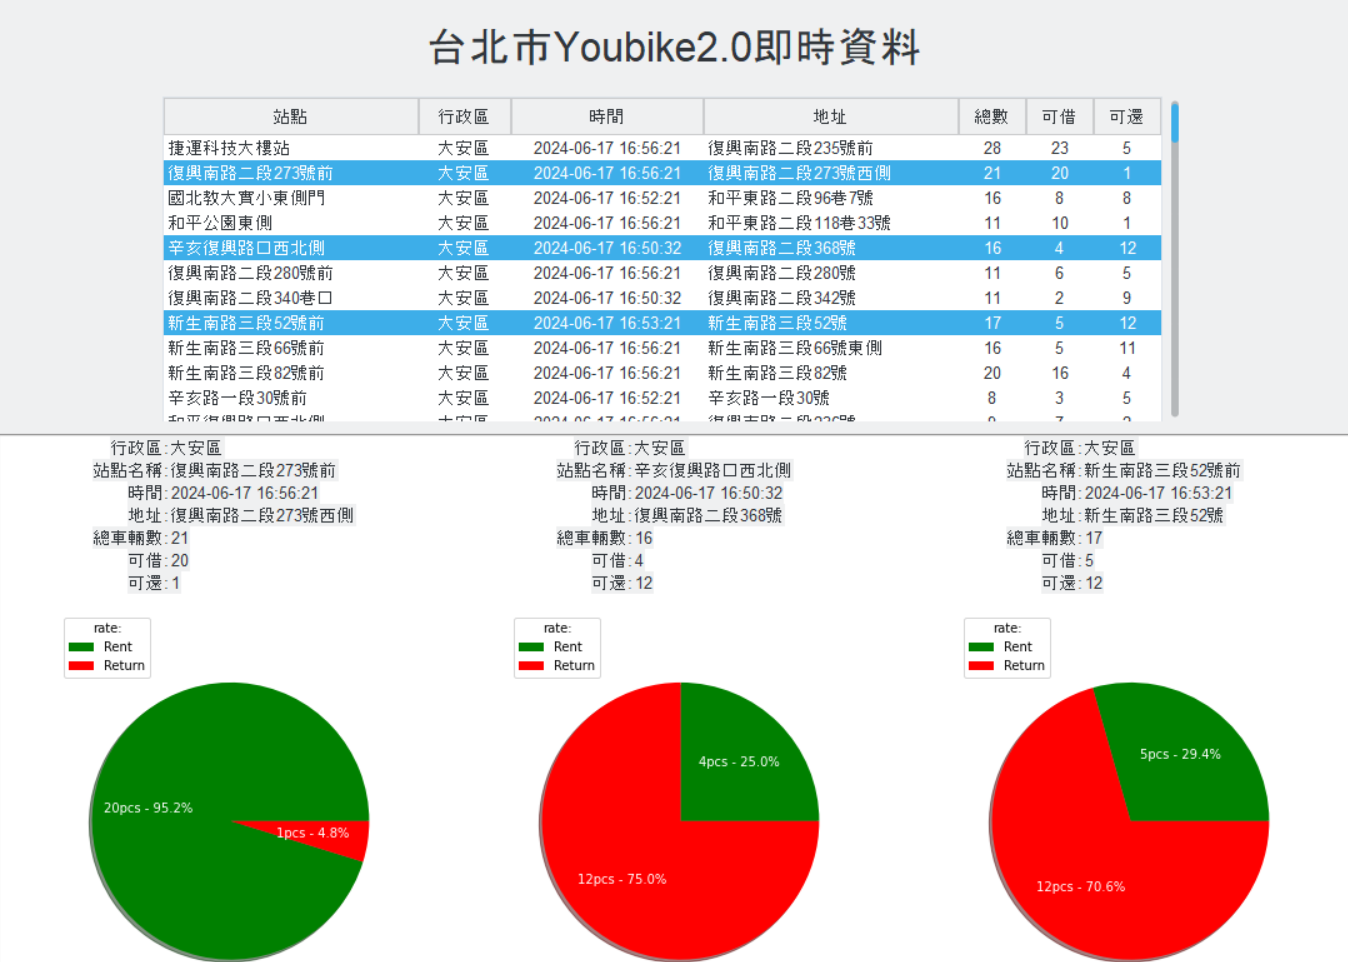 台北市Youbike2.0即時資料
站點 行政區 時間 地址 總數 可借 可還
捷運科技大樓站 大安區 2024-06-17 16:56:21 復興南路二段235號前 28 23 5
復興南路二段273號前 大安區 2024-06-17 16:56:21 復興南路二段273號西側 21 20 1
國北教大實小東側門 大安區 2024-06-17 16:52:21 和平東路二段96巷7號 16 8 8
和平公園東側 大安區 2024-06-17 16:56:21 和平東路二段118巷33號 11 10 1
辛亥復興路口西北側 大安區 2024-06-17 16:50:32 復興南路二段368號 16 4 12
復興南路二段280號前 大安區 2024-06-17 16:56:21 復興南路二段280號 11 6 5
復興南路二段340巷口 大安區 2024-06-17 16:50:32 復興南路二段342號 11 2 9
新生南路三段52號前 大安區 2024-06-17 16:53:21 新生南路三段52號 17 5 12
新生南路三段66號前 大安區 2024-06-17 16:56:21 新生南路三段66號東側 16 5 11
新生南路三段82號前 大安區 2024-06-17 16:56:21 新生南路三段82號 20 16 4
辛亥路一段30號前 大安區 2024-06-17 16:52:21 辛亥路一段30號 8 3 5
行政區:大安區
站點名稱:復興南路二段273號前
時間:2024-06-17 16:56:21
地址:復興南路二段273號西側
總車輛數:21
可借:20
可還:1
rate:
Rent
Return
20pcs - 95.2%
1pcs - 4.8%
行政區:大安區
站點名稱:辛亥復興路口西北側
時間:2024-06-17 16:50:32
地址:復興南路二段368號
總車輛數:16
可借:4
可還:12
rate:
Rent
Return
4pcs - 25.0%
12pcs - 75.0%
行政區:大安區
站點名稱:新生南路三段52號前
時間:2024-06-17 16:53:21
地址:新生南路三段52號
總車輛數:17
可借:5
可還:12
rate:
Rent
Return
5pcs - 29.4%
12pcs - 70.6%